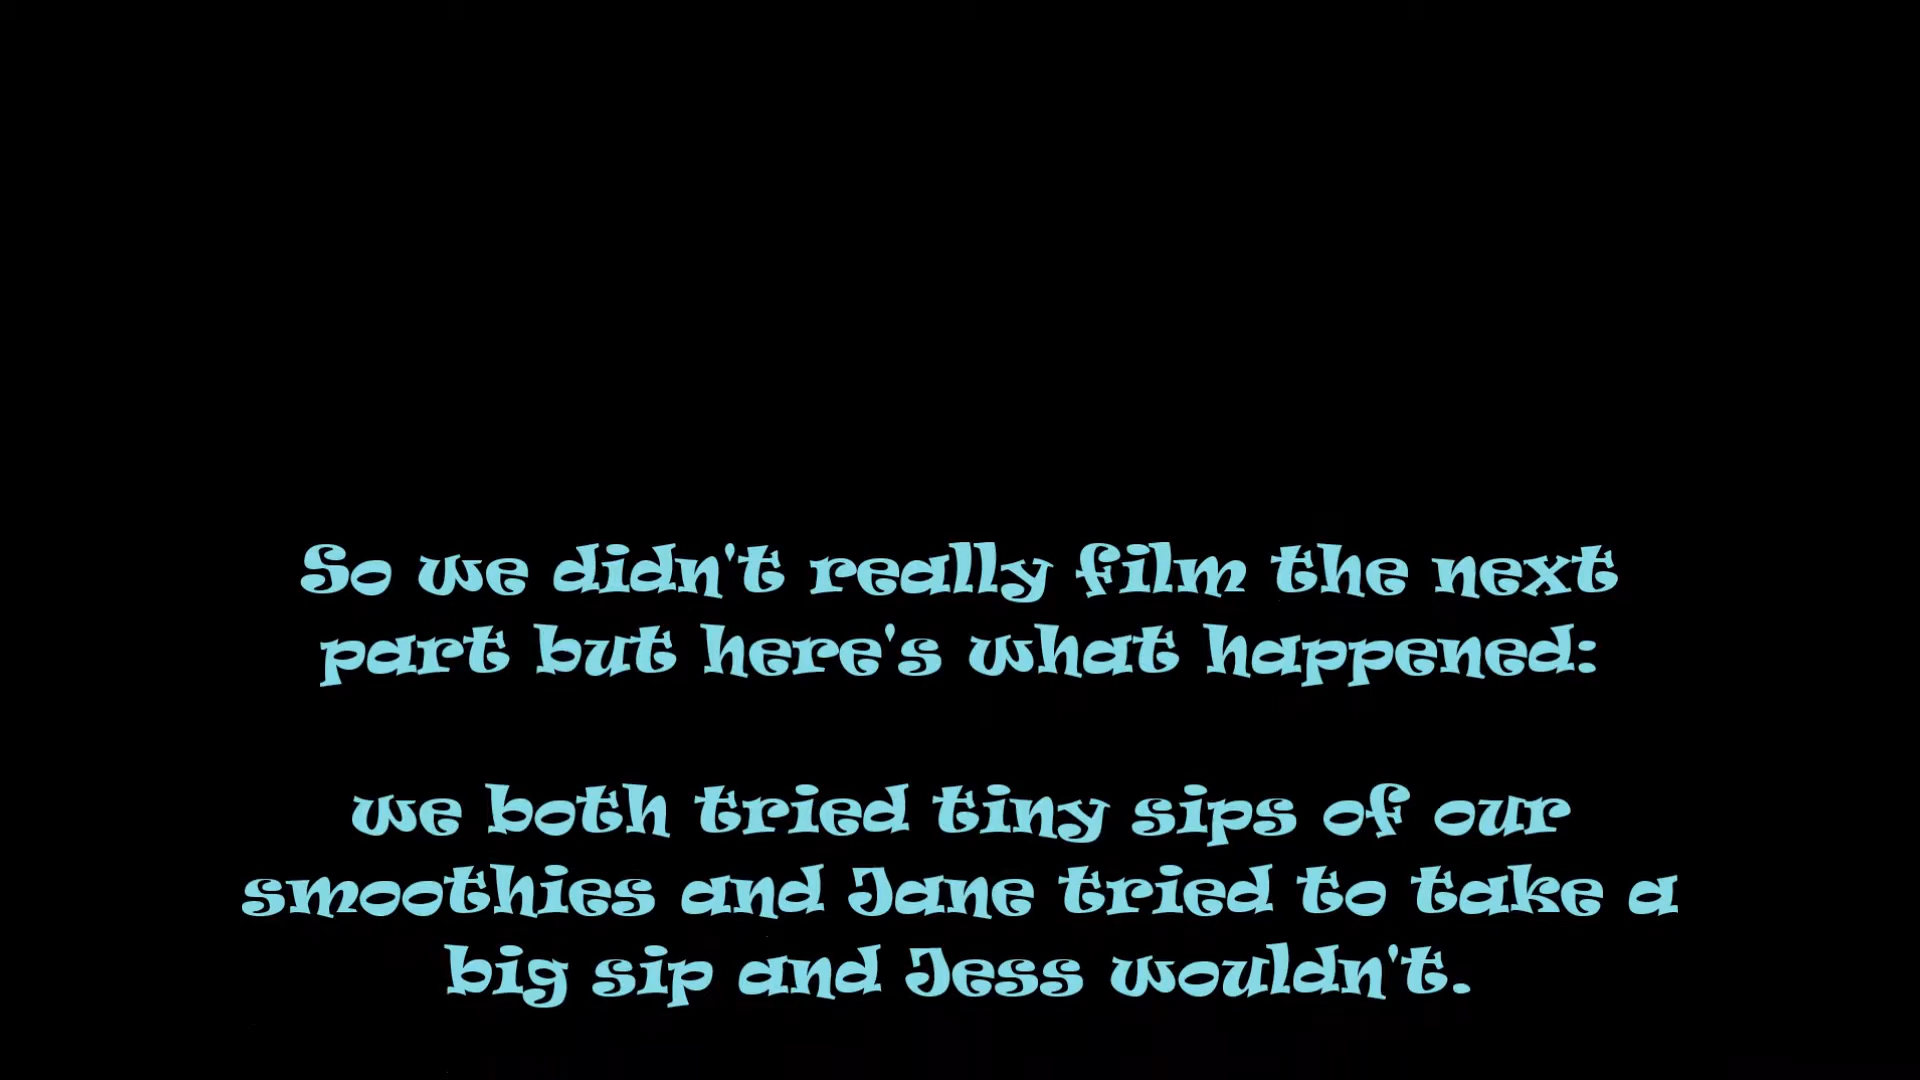 So we didn't really film the next
part but here's what happened:
we both tried tiny sips of our
smoothies and Jane tried to take a
big sip and Jess wouldn't.